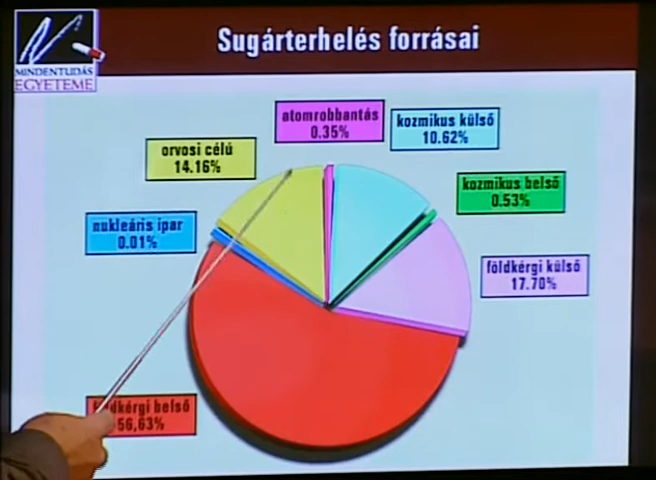 MINDENTUDÁS
EGYETEME
Sugárterhelés forrásai
atomrobbantás
0.35%
kozmikus külső
10.62%
orvosi célú
14.16%
kozmikus belső
0.53%
nukleáris ipar
0.01%
földkérgi külső
17.70%
belső
56,63%